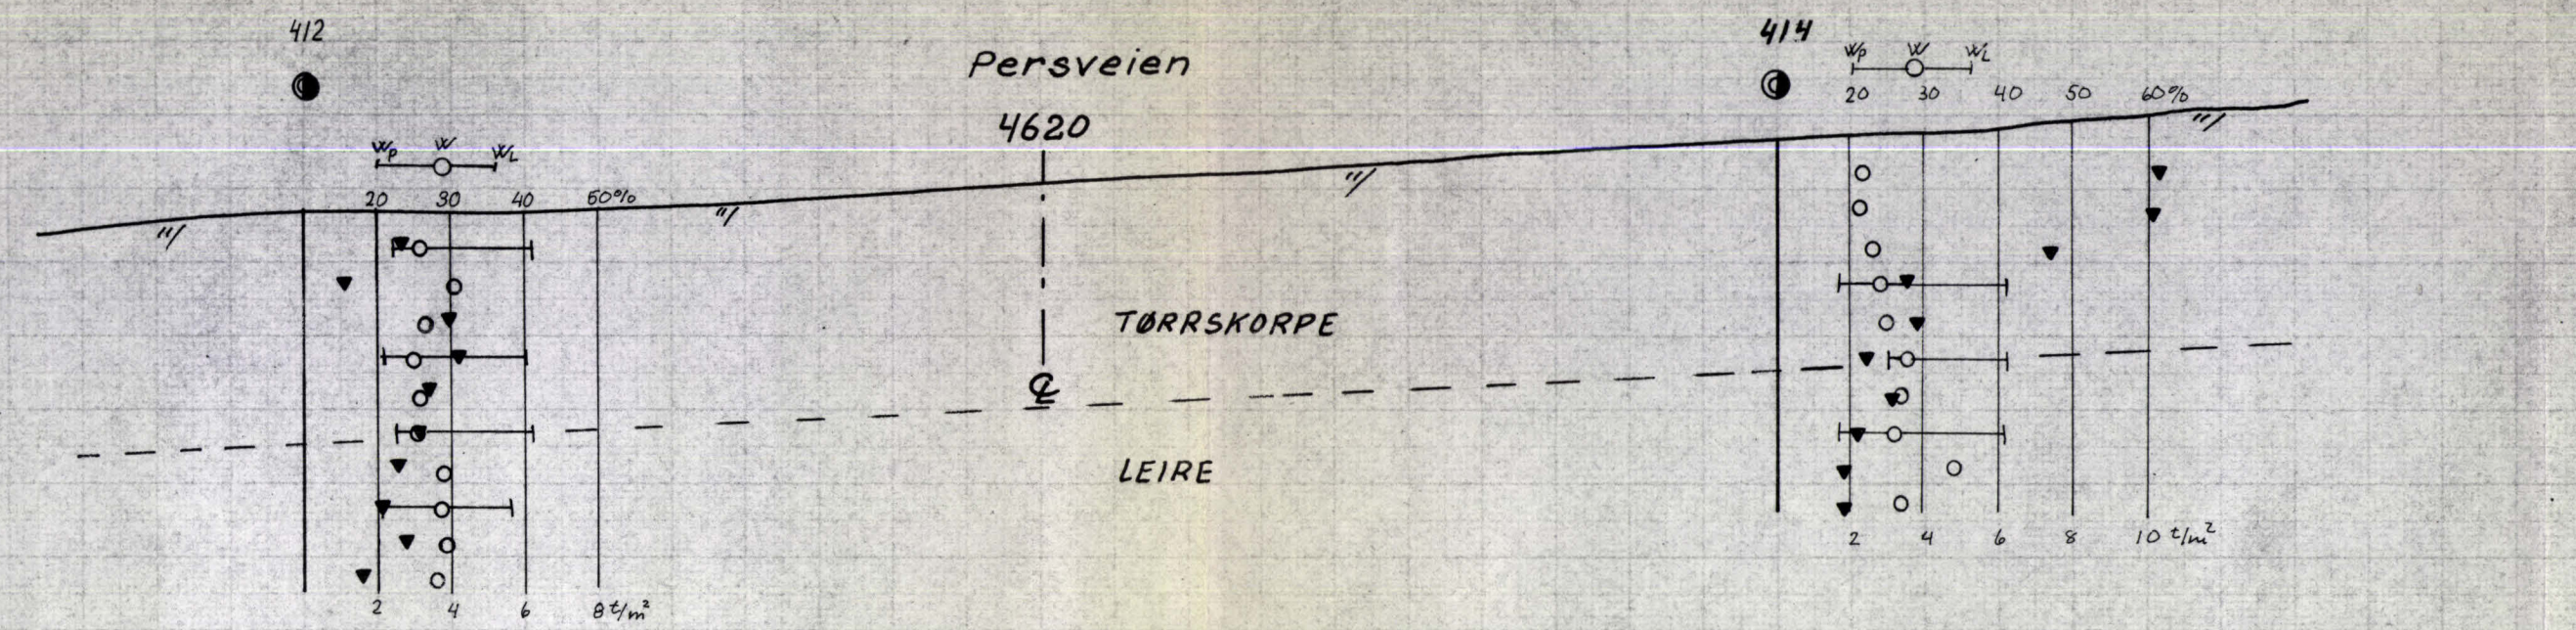 412
414
Persveien
4620
Wp W WL
20 30 40 50%
Wp W WL
20 30 40 50 60%
TØRRSKORPE
℄
LEIRE
2 4 6 8 t/m²
2 4 6 8 10 t/m²